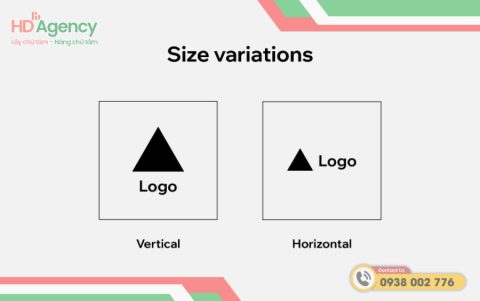 HD Agency
Lấy chữ tâm - Nâng chữ tầm
Size variations
Logo
Logo
Vertical
Horizontal
Contact Us
0938 002 776